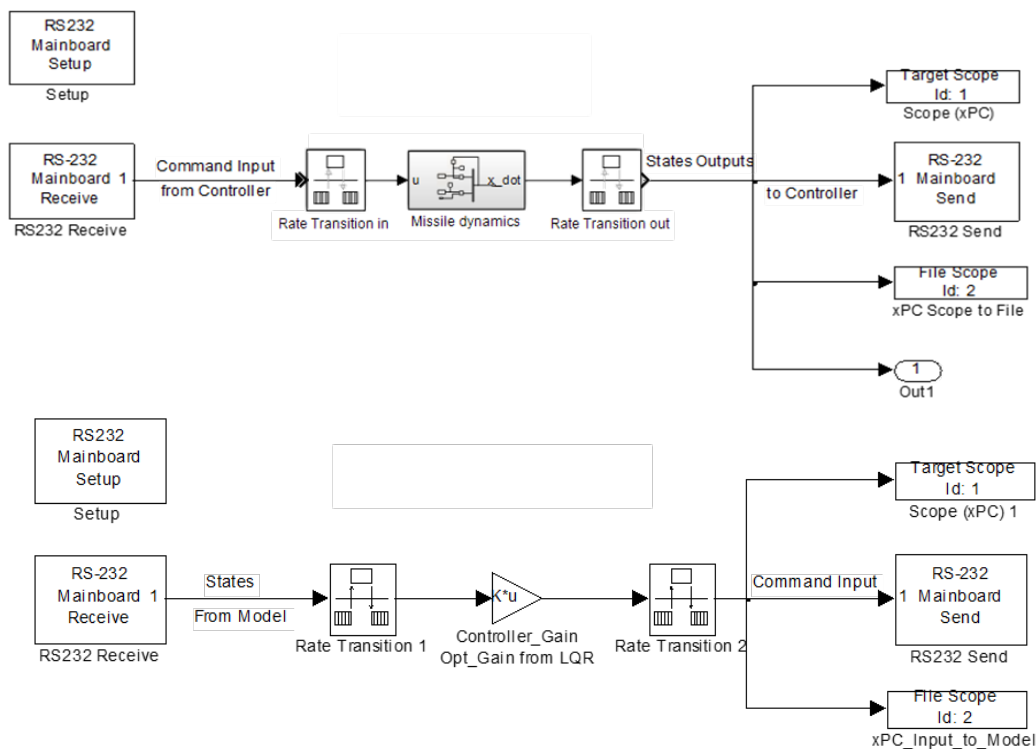 RS232
Mainboard
Setup
Setup
RS-232
Mainboard 1
Receive
RS232 Receive
Command Input
from Controller
Rate Transition in
u
x_dot
Missile dynamics
Rate Transition out
States Outputs
to Controller
Target Scope
Id: 1
Scope (xPC)
RS-232
1 Mainboard
Send
RS232 Send
File Scope
Id: 2
xPC Scope to File
1
Out1
RS232
Mainboard
Setup
Setup
RS-232
Mainboard 1
Receive
RS232 Receive
States
From Model
Rate Transition 1
K*u
Controller_Gain
Opt_Gain from LQR
Rate Transition 2
Command Input
Target Scope
Id: 1
Scope (xPC) 1
RS-232
1 Mainboard
Send
RS232 Send
File Scope
Id: 2
xPC_Input_to_Model